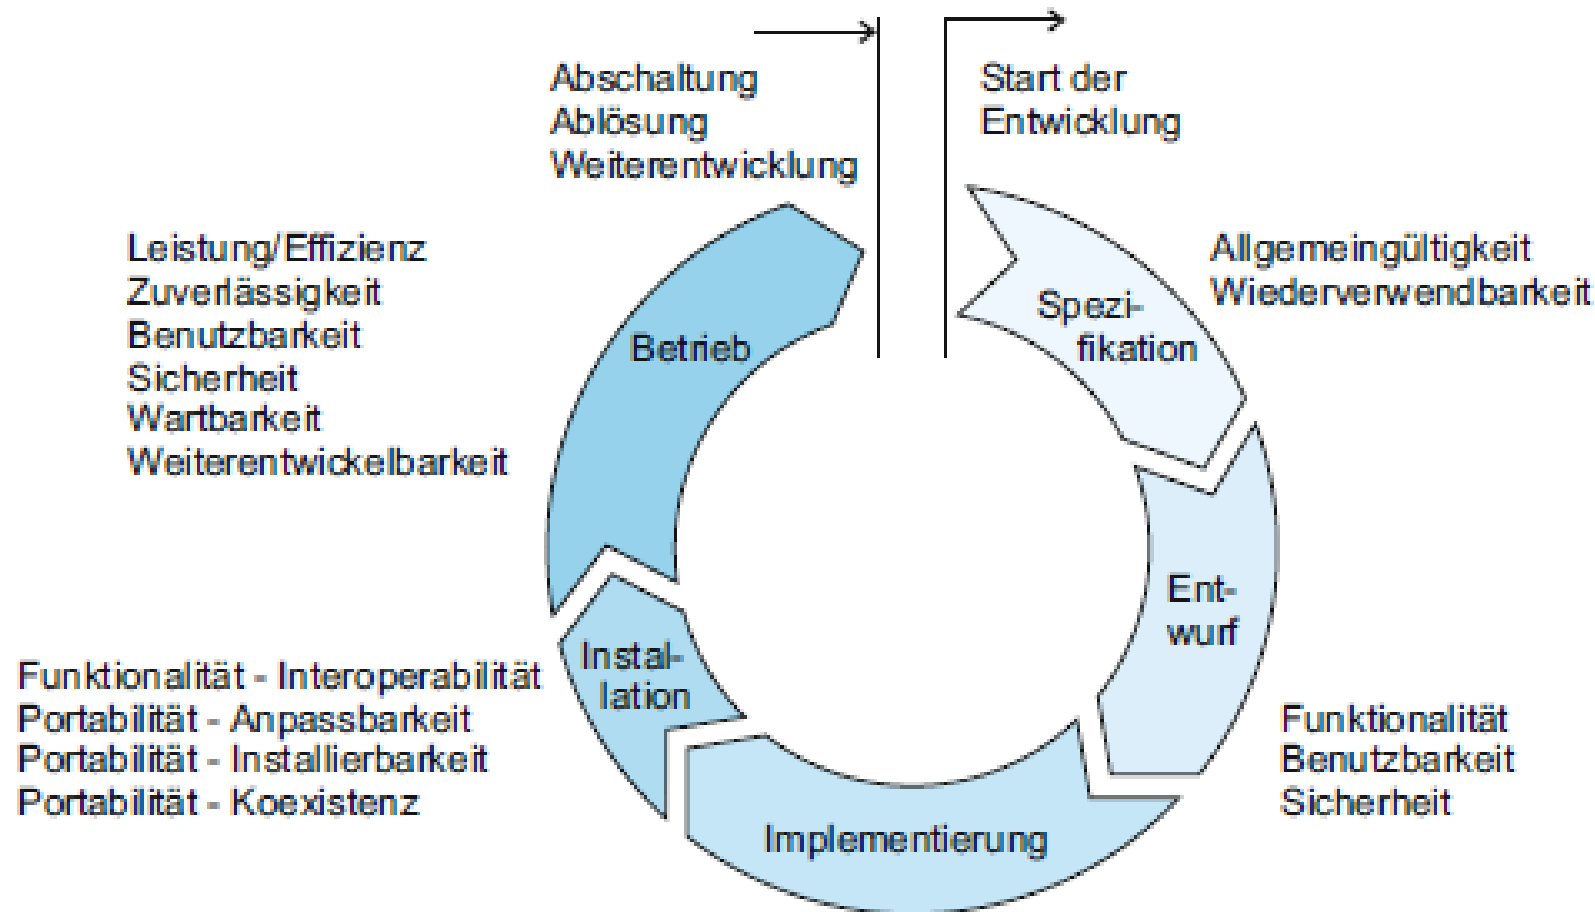 Abschaltung
Ablösung
Weiterentwicklung
Start der
Entwicklung
Leistung/Effizienz
Zuverlässigkeit
Benutzbarkeit
Sicherheit
Wartbarkeit
Weiterentwickelbarkeit
Betrieb
Spezi-
fikation
Allgemeingültigkeit
Wiederverwendbarkeit
Ent-
wurf
Funktionalität
Benutzbarkeit
Sicherheit
Implementierung
Instal-
lation
Funktionalität - Interoperabilität
Portabilität - Anpassbarkeit
Portabilität - Installierbarkeit
Portabilität - Koexistenz